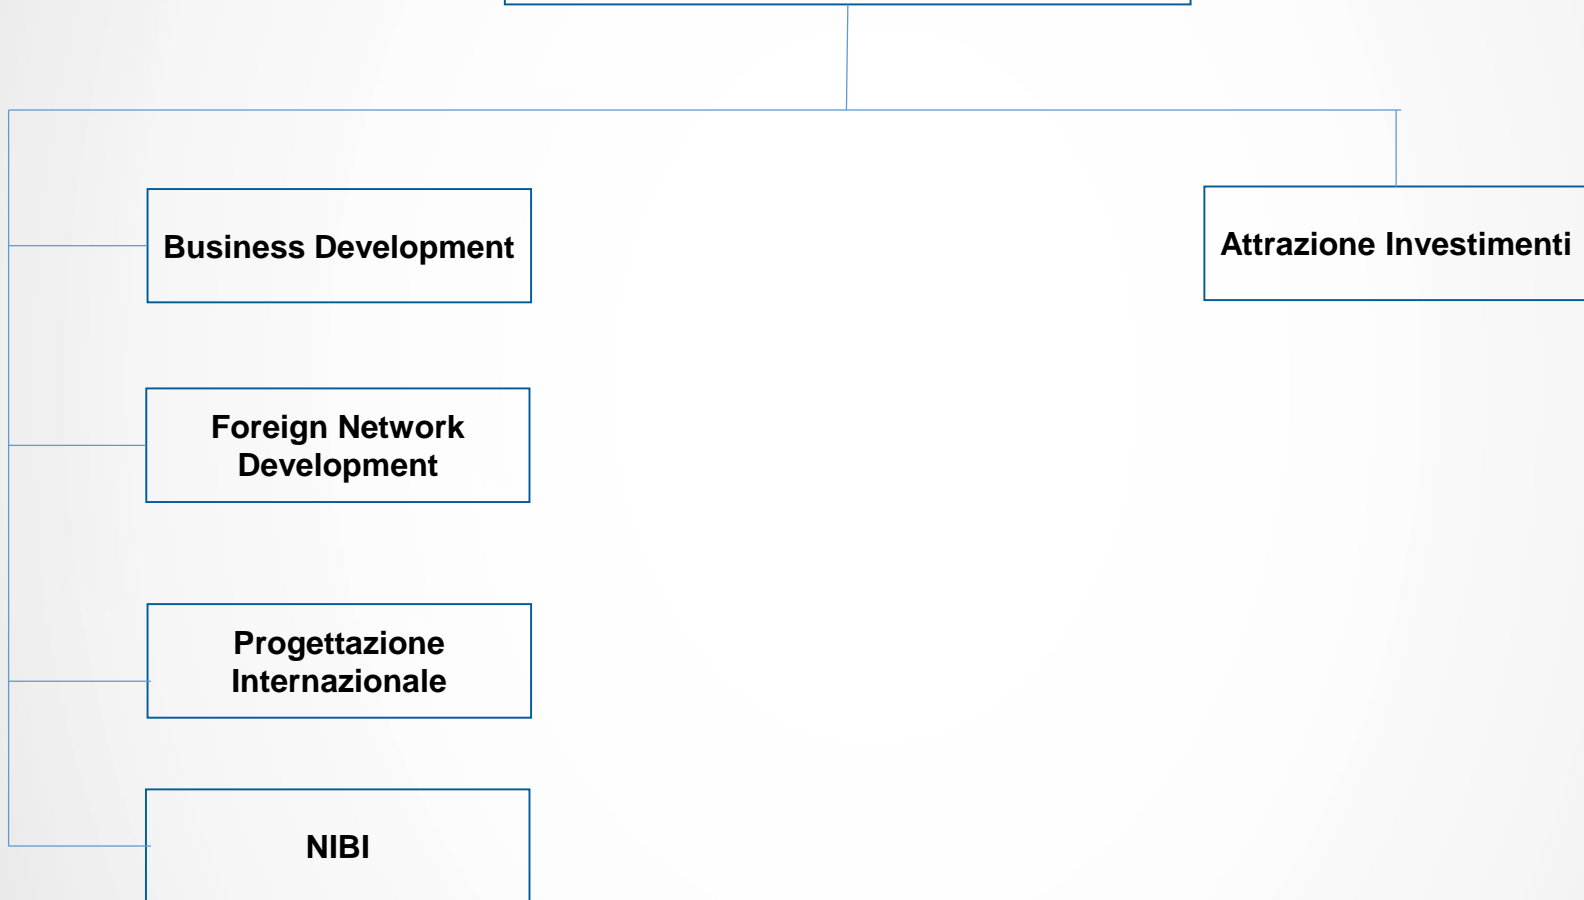 Business Development
Attrazione Investimenti
Foreign Network
Development
Progettazione
Internazionale
NIBI